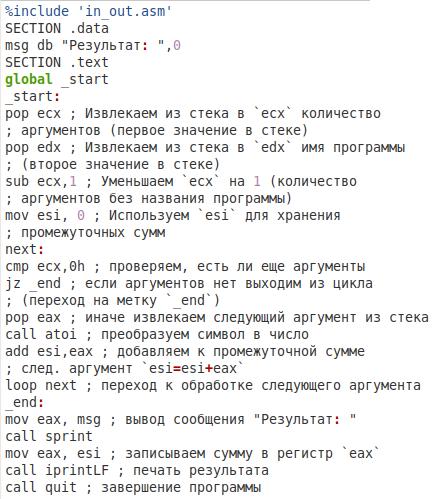 %include 'in_out.asm'
SECTION .data
msg db "Результат: ",0
SECTION .text
global _start
_start:
pop ecx ; Извлекаем из стека в `ecx` количество
; аргументов (первое значение в стеке)
pop edx ; Извлекаем из стека в `edx` имя программы
; (второе значение в стеке)
sub ecx,1 ; Уменьшаем `ecx` на 1 (количество
; аргументов без названия программы)
mov esi, 0 ; Используем `esi` для хранения
; промежуточных сумм
next:
cmp ecx,0h ; проверяем, есть ли еще аргументы
jz _end ; если аргументов нет выходим из цикла
; (переход на метку `_end`)
pop eax ; иначе извлекаем следующий аргумент из стека
call atoi ; преобразуем символ в число
add esi,eax ; добавляем к промежуточной сумме
; след. аргумент `esi=esi+eax`
loop next ; переход к обработке следующего аргумента
_end:
mov eax, msg ; вывод сообщения "Результат: "
call sprint
mov eax, esi ; записываем сумму в регистр `eax`
call iprintLF ; печать результата
call quit ; завершение программы